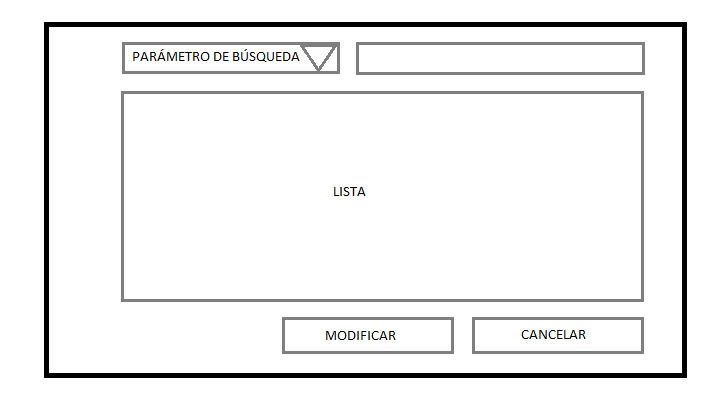 PARÁMETRO DE BÚSQUEDA
LISTA
MODIFICAR
CANCELAR